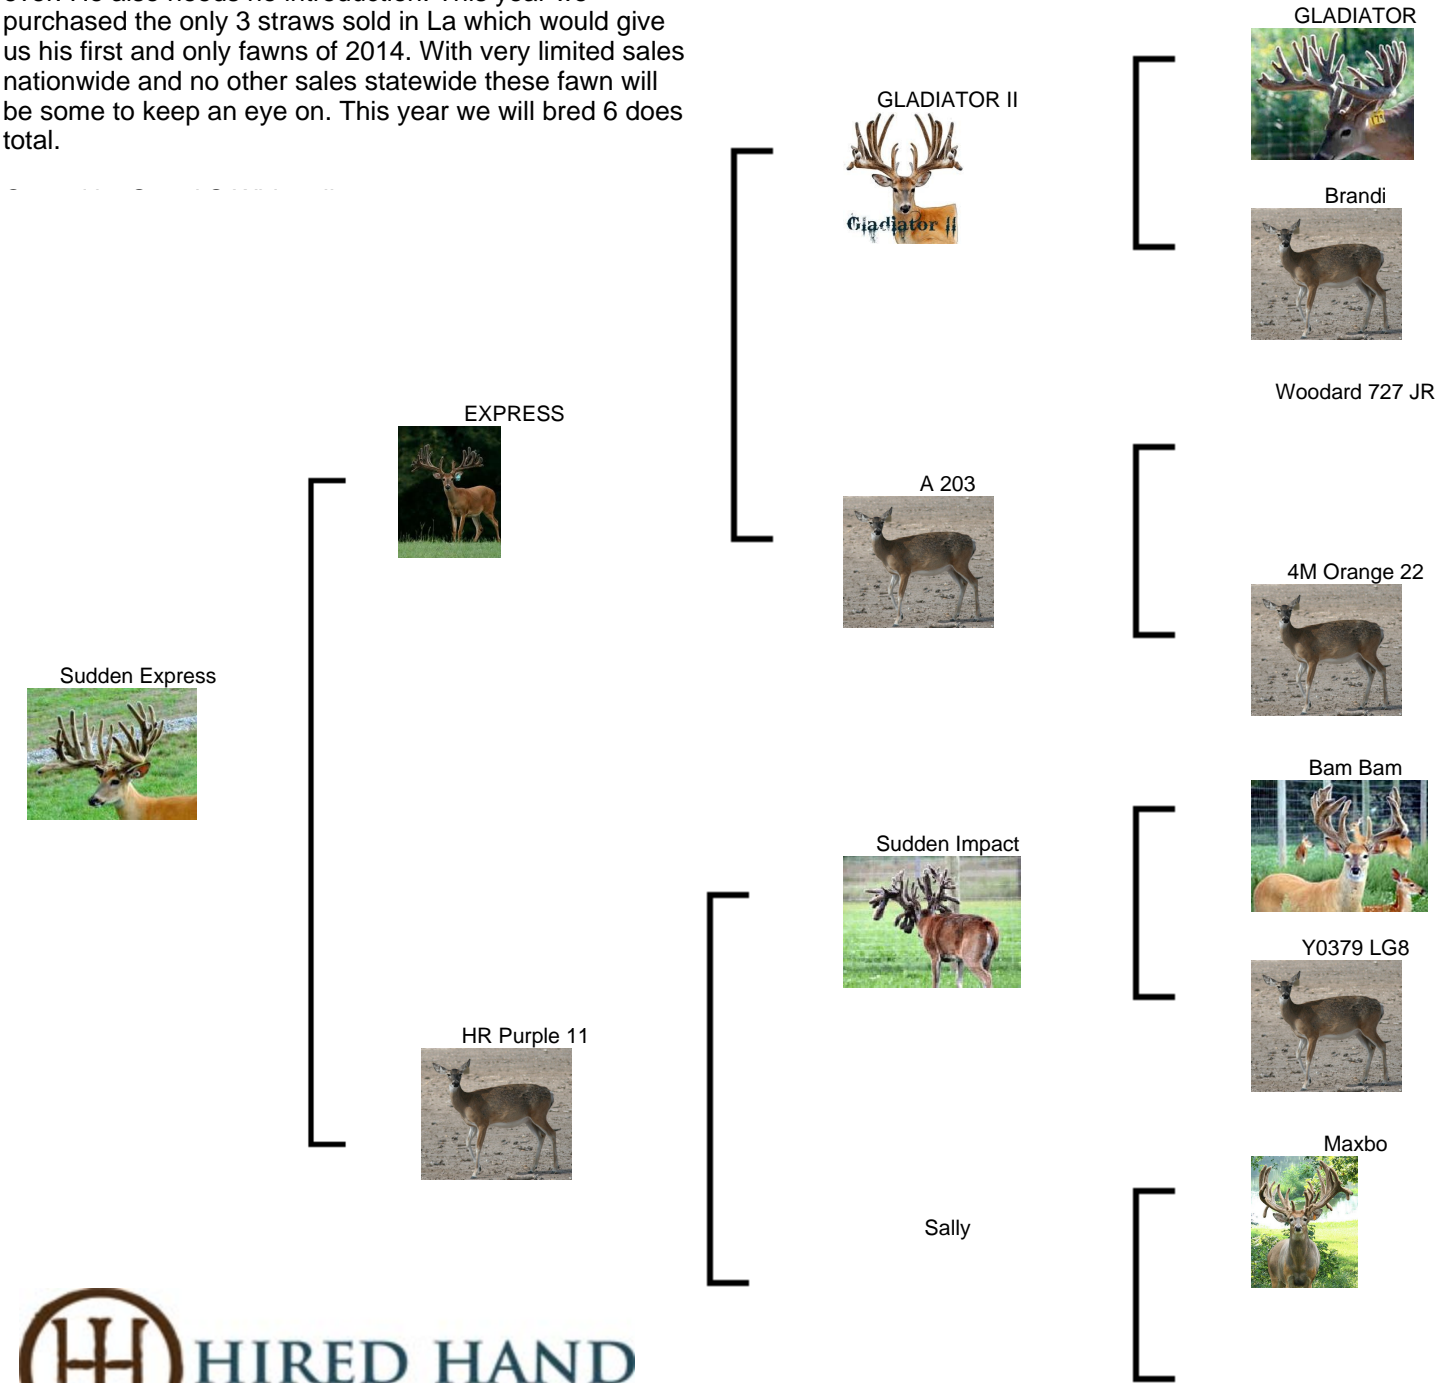 purchased the only 3 straws sold in La which would give
us his first and only fawns of 2014. With very limited sales
nationwide and no other sales statewide these fawn will
be some to keep an eye on. This year we will bred 6 does
total.
GLADIATOR
GLADIATOR II
Gladiator II
Brandi
Woodard 727 JR
EXPRESS
A 203
4M Orange 22
Sudden Express
Bam Bam
Sudden Impact
Y0379 LG8
HR Purple 11
Maxbo
Sally
HIRED HAND